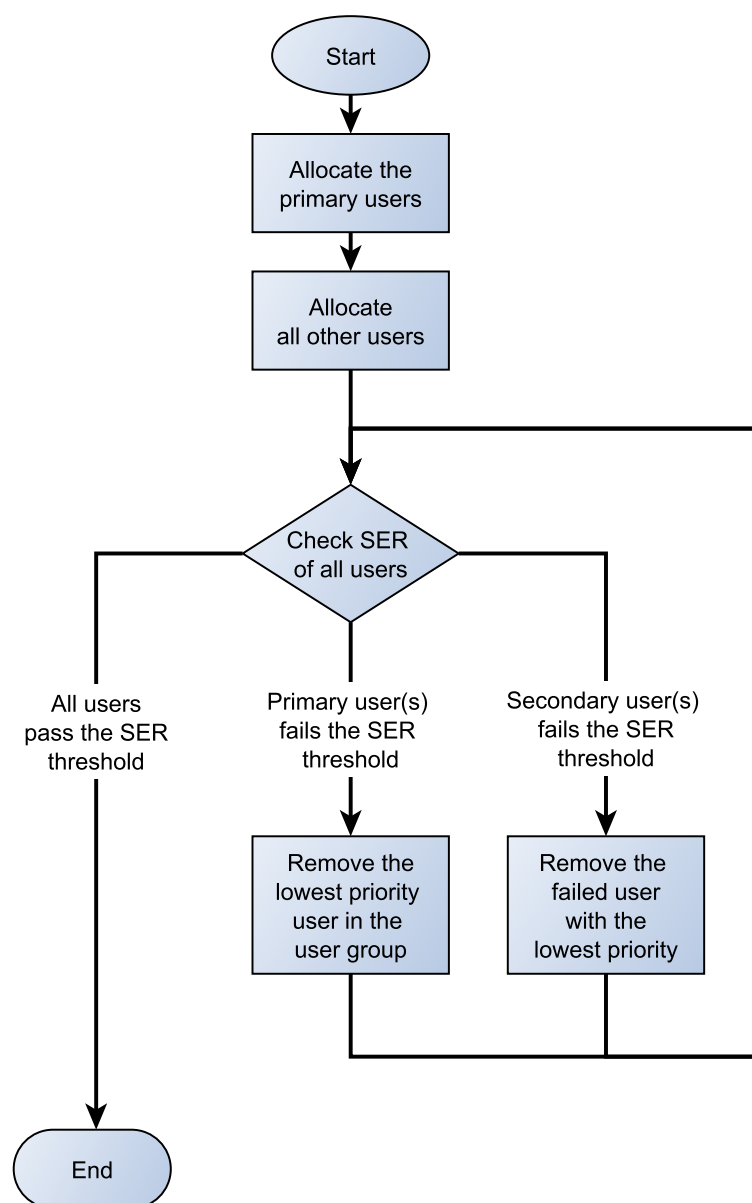 Start
Allocate the
primary users
Allocate
all other users
Check SER
of all users
All users
pass the SER
threshold
Primary user(s)
fails the SER
threshold
Secondary user(s)
fails the SER
threshold
Remove the
lowest priority
user in the
user group
Remove the
failed user
with the
lowest priority
End